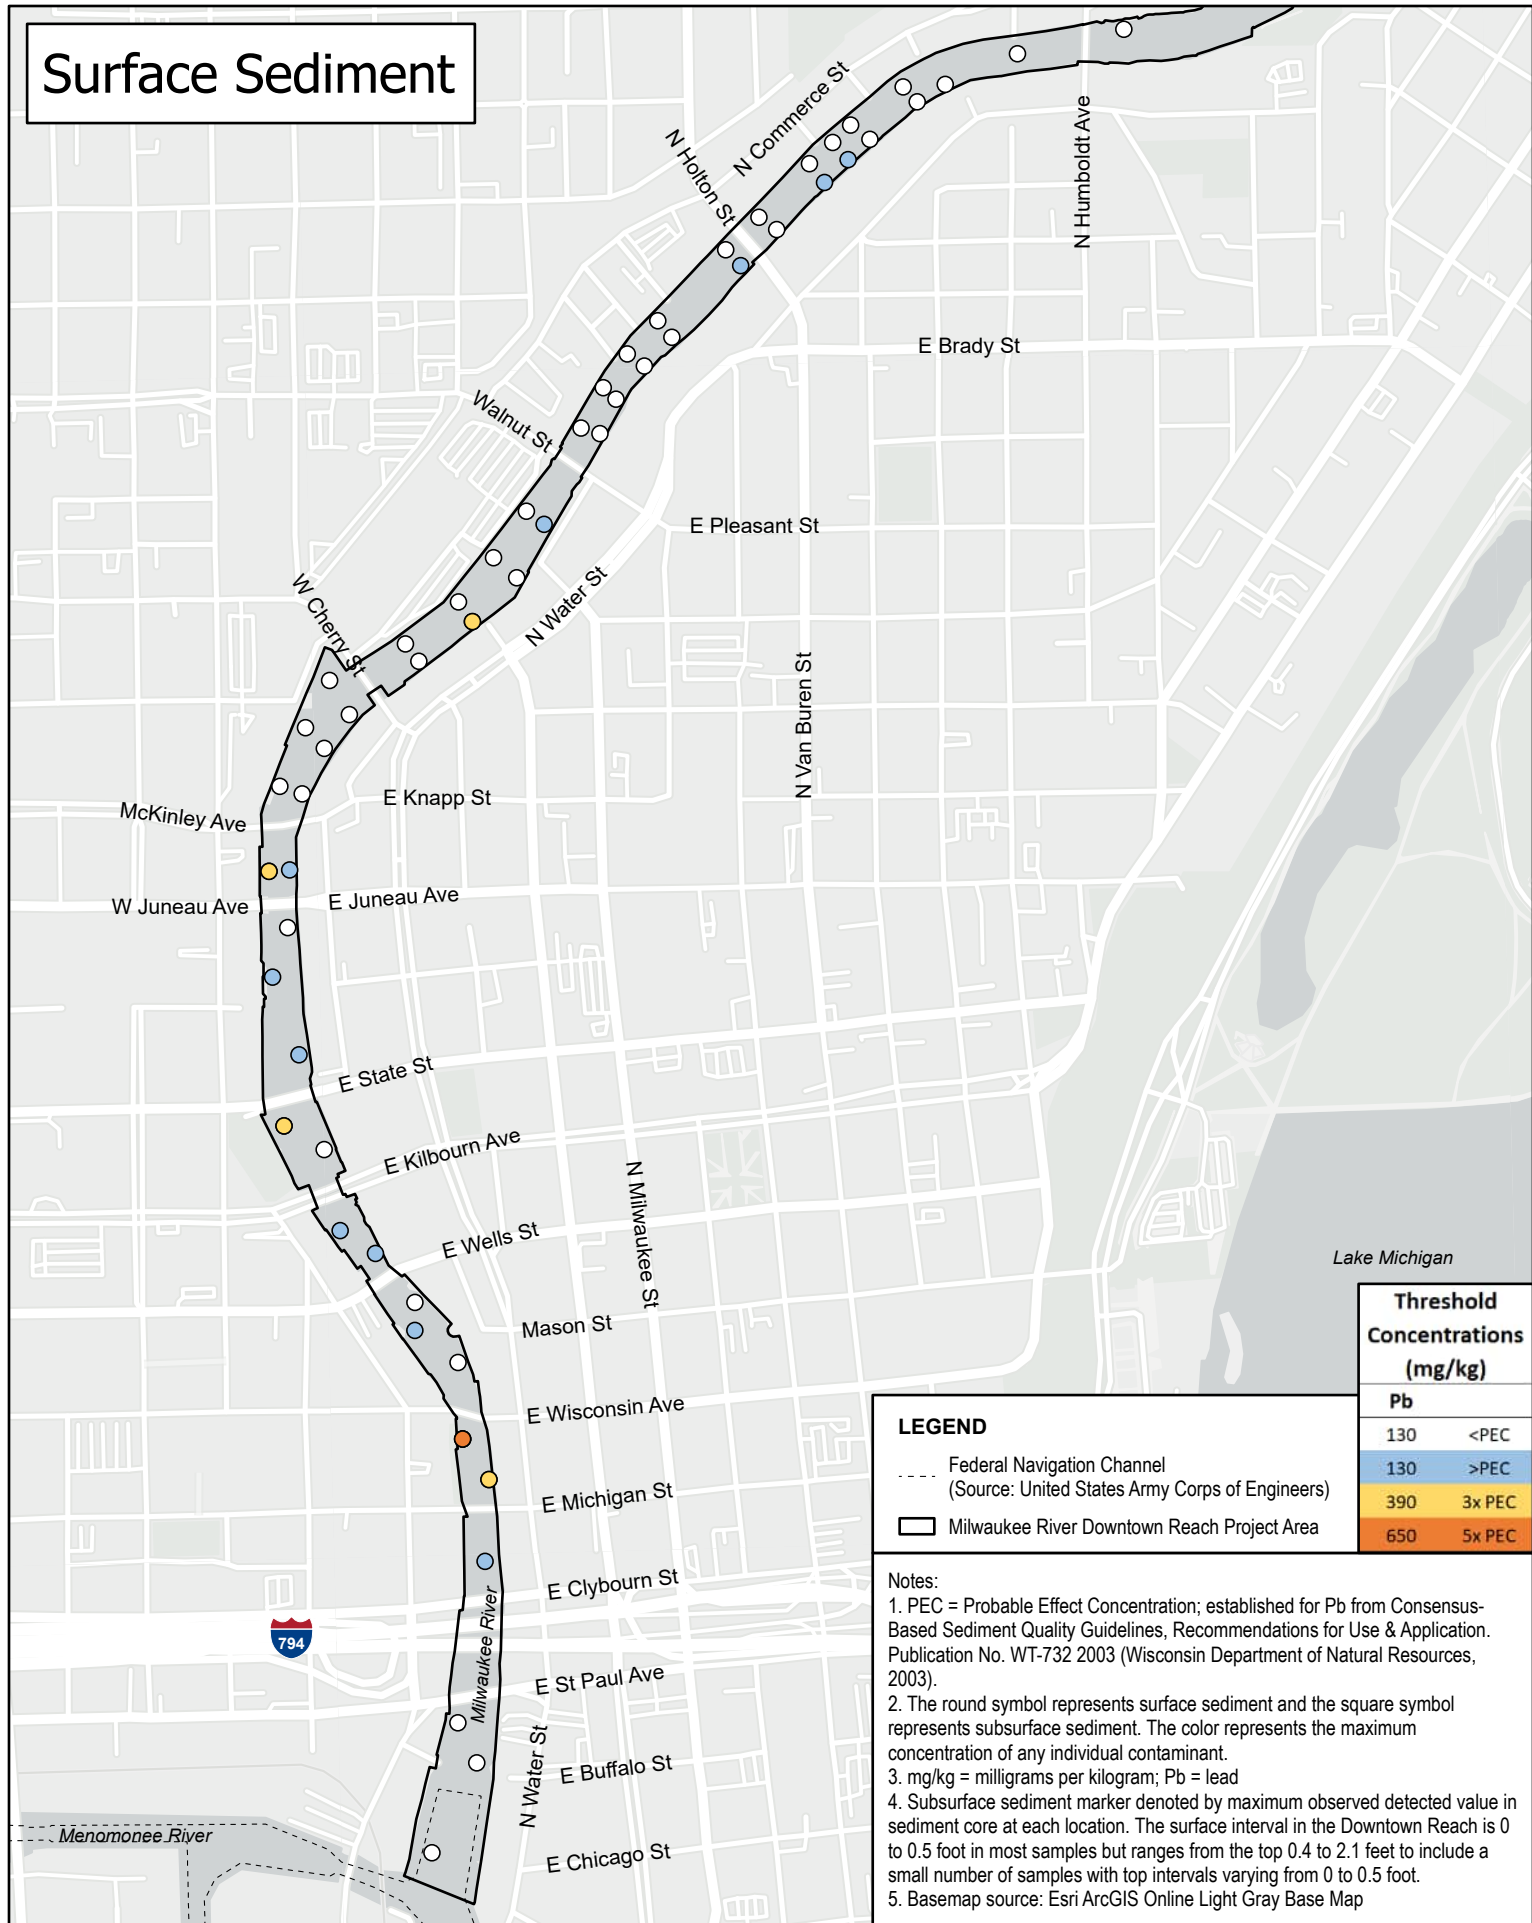 Surface Sediment
N Commerce St
N Holton St
N Humboldt Ave
E Brady St
Walnut St
E Pleasant St
W Cherry St
N Water St
N Van Buren St
McKinley Ave
E Knapp St
W Juneau Ave
E Juneau Ave
E State St
E Kilbourn Ave
N Milwaukee St
E Wells St
Lake Michigan
Mason St
E Wisconsin Ave
E Michigan St
E Clybourn St
794
Milwaukee River
E St Paul Ave
N Water St
E Buffalo St
Menomonee River
E Chicago St
Threshold
Concentrations
(mg/kg)
Pb
130 <PEC
130 >PEC
390 3x PEC
650 5x PEC
LEGEND
Federal Navigation Channel
(Source: United States Army Corps of Engineers)
Milwaukee River Downtown Reach Project Area
Notes:
1. PEC = Probable Effect Concentration; established for Pb from Consensus-
Based Sediment Quality Guidelines, Recommendations for Use & Application.
Publication No. WT-732 2003 (Wisconsin Department of Natural Resources,
2003).
2. The round symbol represents surface sediment and the square symbol
represents subsurface sediment. The color represents the maximum
concentration of any individual contaminant.
3. mg/kg = milligrams per kilogram; Pb = lead
4. Subsurface sediment marker denoted by maximum observed detected value in
sediment core at each location. The surface interval in the Downtown Reach is 0
to 0.5 foot in most samples but ranges from the top 0.4 to 2.1 feet to include a
small number of samples with top intervals varying from 0 to 0.5 foot.
5. Basemap source: Esri ArcGIS Online Light Gray Base Map